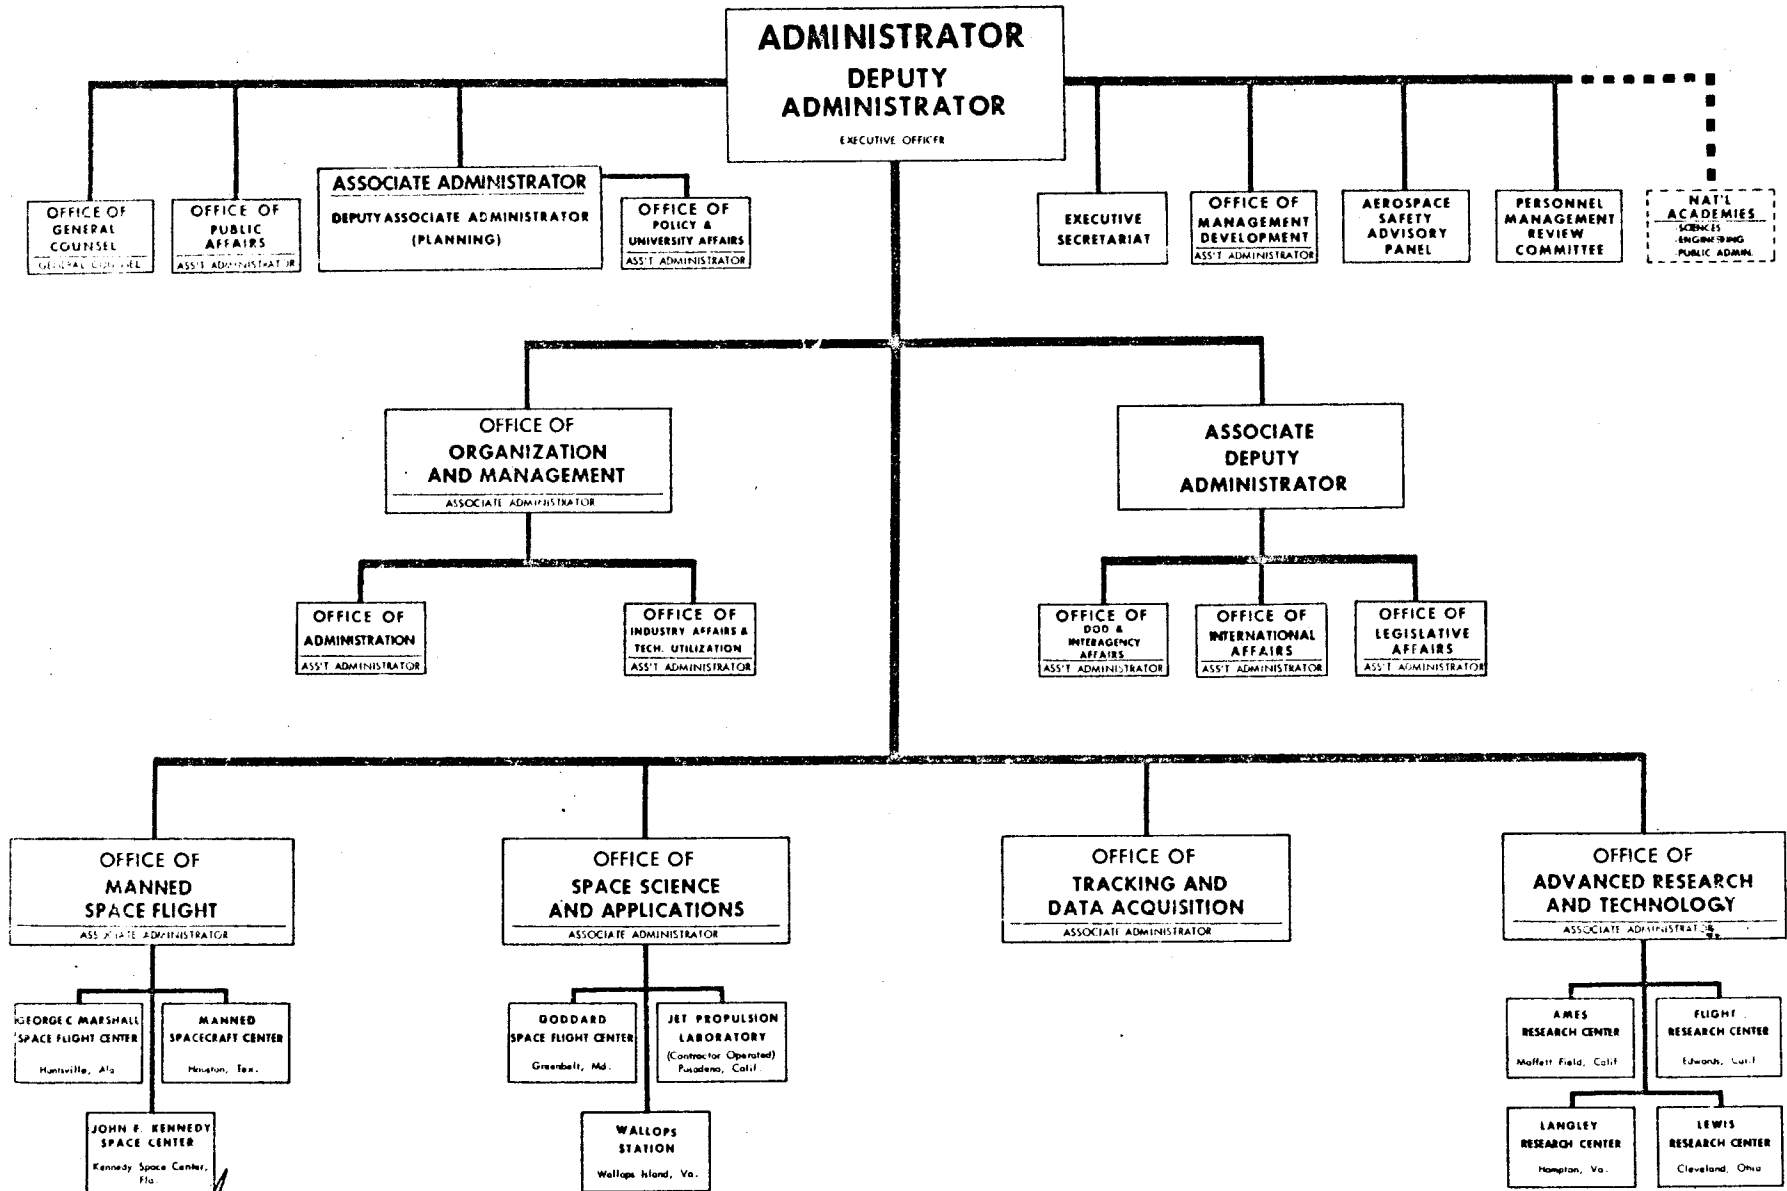 ADMINISTRATOR
DEPUTY
ADMINISTRATOR
EXECUTIVE OFFICER
OFFICE OF
GENERAL
COUNSEL
GENERAL COUNSEL
OFFICE OF
PUBLIC
AFFAIRS
ASS'T ADMINISTRATOR
ASSOCIATE ADMINISTRATOR
DEPUTY ASSOCIATE ADMINISTRATOR
(PLANNING)
OFFICE OF
POLICY &
UNIVERSITY AFFAIRS
ASS'T ADMINISTRATOR
EXECUTIVE
SECRETARIAT
OFFICE OF
MANAGEMENT
DEVELOPMENT
ASS'T ADMINISTRATOR
AEROSPACE
SAFETY
ADVISORY
PANEL
PERSONNEL
MANAGEMENT
REVIEW
COMMITTEE
NAT'L
ACADEMIES
-SCIENCES
-ENGINEERING
-PUBLIC ADMIN.
OFFICE OF
ORGANIZATION
AND MANAGEMENT
ASSOCIATE ADMINISTRATOR
ASSOCIATE
DEPUTY
ADMINISTRATOR
OFFICE OF
ADMINISTRATION
ASS'T ADMINISTRATOR
OFFICE OF
INDUSTRY AFFAIRS &
TECH. UTILIZATION
ASS'T ADMINISTRATOR
OFFICE OF
DOD &
INTERAGENCY
AFFAIRS
ASS'T ADMINISTRATOR
OFFICE OF
INTERNATIONAL
AFFAIRS
ASS'T ADMINISTRATOR
OFFICE OF
LEGISLATIVE
AFFAIRS
ASS'T ADMINISTRATOR
OFFICE OF
MANNED
SPACE FLIGHT
ASSOCIATE ADMINISTRATOR
OFFICE OF
SPACE SCIENCE
AND APPLICATIONS
ASSOCIATE ADMINISTRATOR
OFFICE OF
TRACKING AND
DATA ACQUISITION
ASSOCIATE ADMINISTRATOR
OFFICE OF
ADVANCED RESEARCH
AND TECHNOLOGY
ASSOCIATE ADMINISTRATOR
GEORGE C MARSHALL
SPACE FLIGHT CENTER
Huntsville, Ala
MANNED
SPACECRAFT CENTER
Houston, Tex.
JOHN F. KENNEDY
SPACE CENTER
Kennedy Space Center,
Fla.
GODDARD
SPACE FLIGHT CENTER
Greenbelt, Md.
JET PROPULSION
LABORATORY
(Contractor Operated)
Pasadena, Calif.
WALLOPS
STATION
Wallops Island, Va.
AMES
RESEARCH CENTER
Moffett Field, Calif
FLIGHT
RESEARCH CENTER
Edwards, Calif
LANGLEY
RESEARCH CENTER
Hampton, Va.
LEWIS
RESEARCH CENTER
Cleveland, Ohio